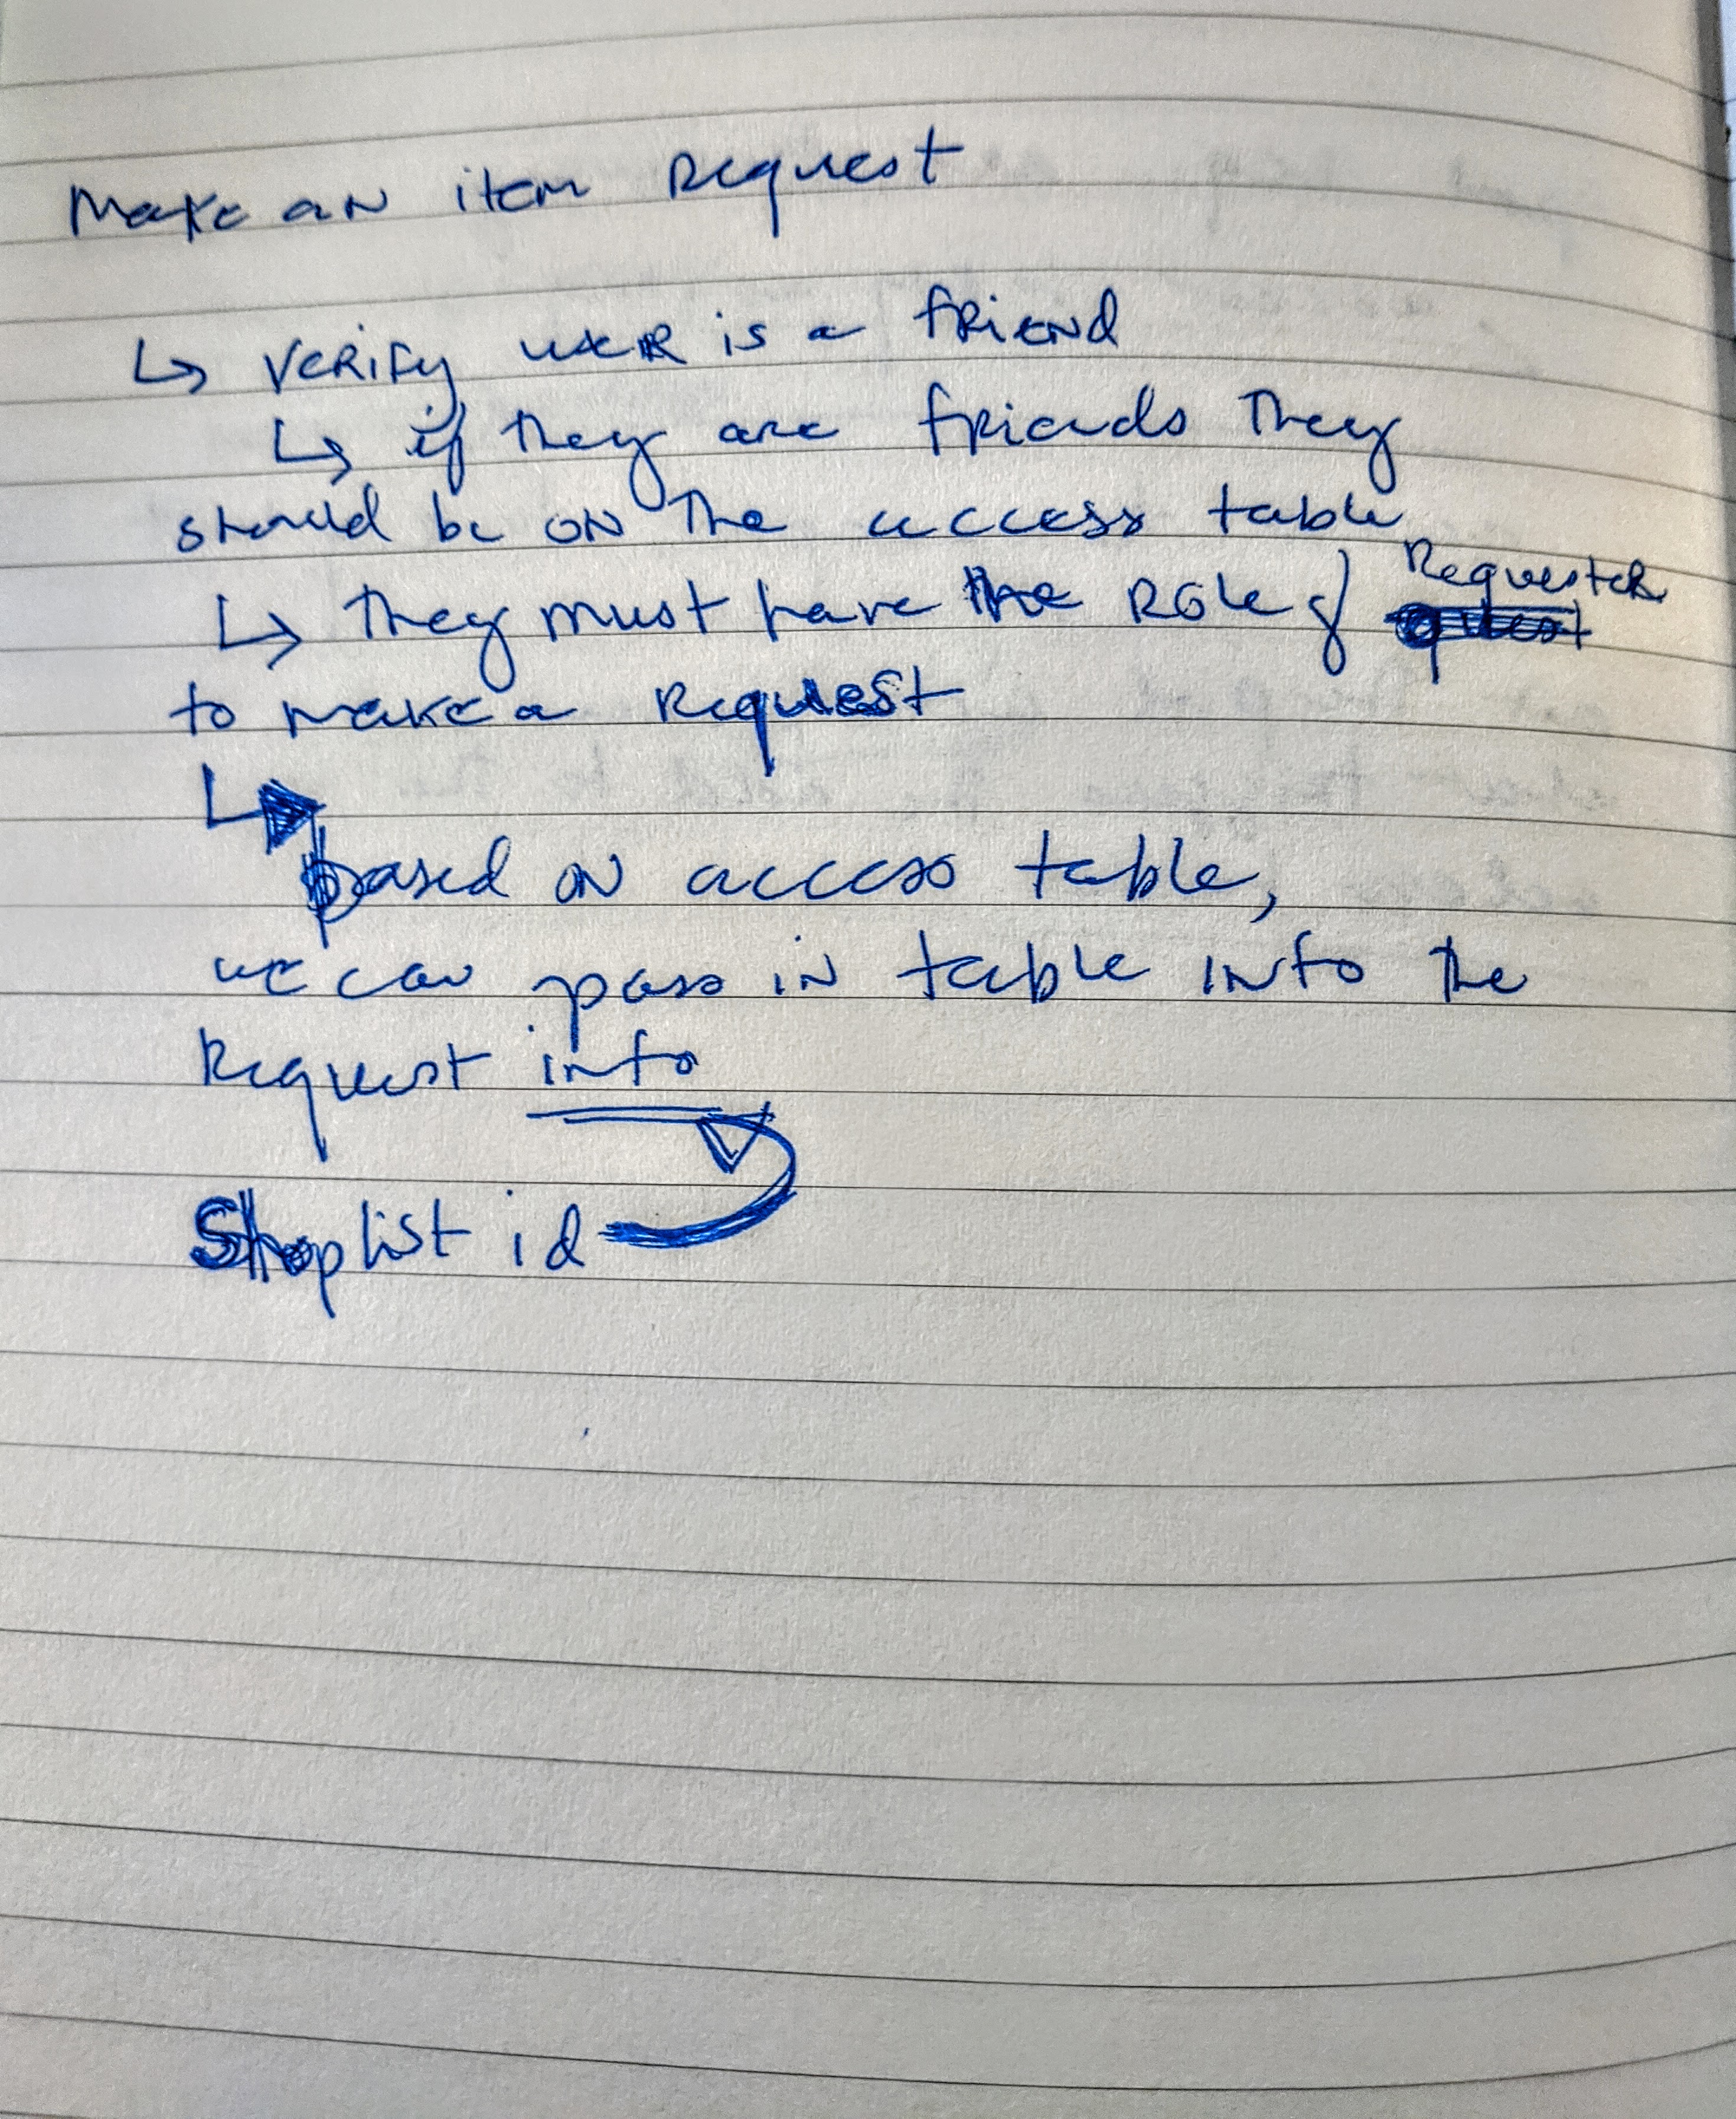 Make an item Request
↳ verify user is a friend
↳ if they are friends they
should be on the access table
↳ they must have the Role of Requester
to make a Request
↳
based on access table,
we can pass in table into the
Request info
Shoplist id